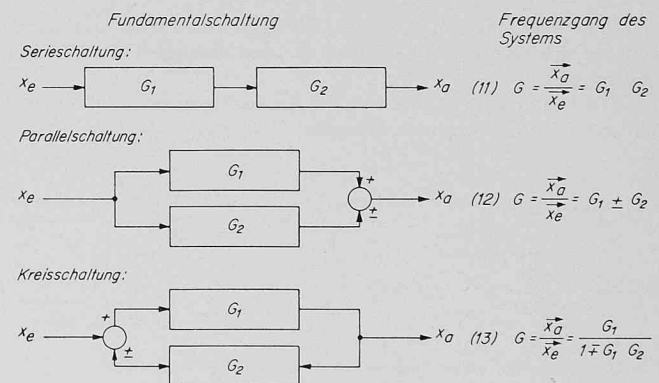 Fundamentalschaltung
Frequenzgang des
Systems
Serieschaltung:
xe G1 G2 xa (11) G = xa/xe = G1 G2
Parallelschaltung:
xe G1 + G2 ± xa (12) G = xa/xe = G1 ± G2
Kreisschaltung:
xe + ± G1 G2 xa (13) G = xa/xe = G1/(1∓G1 G2)